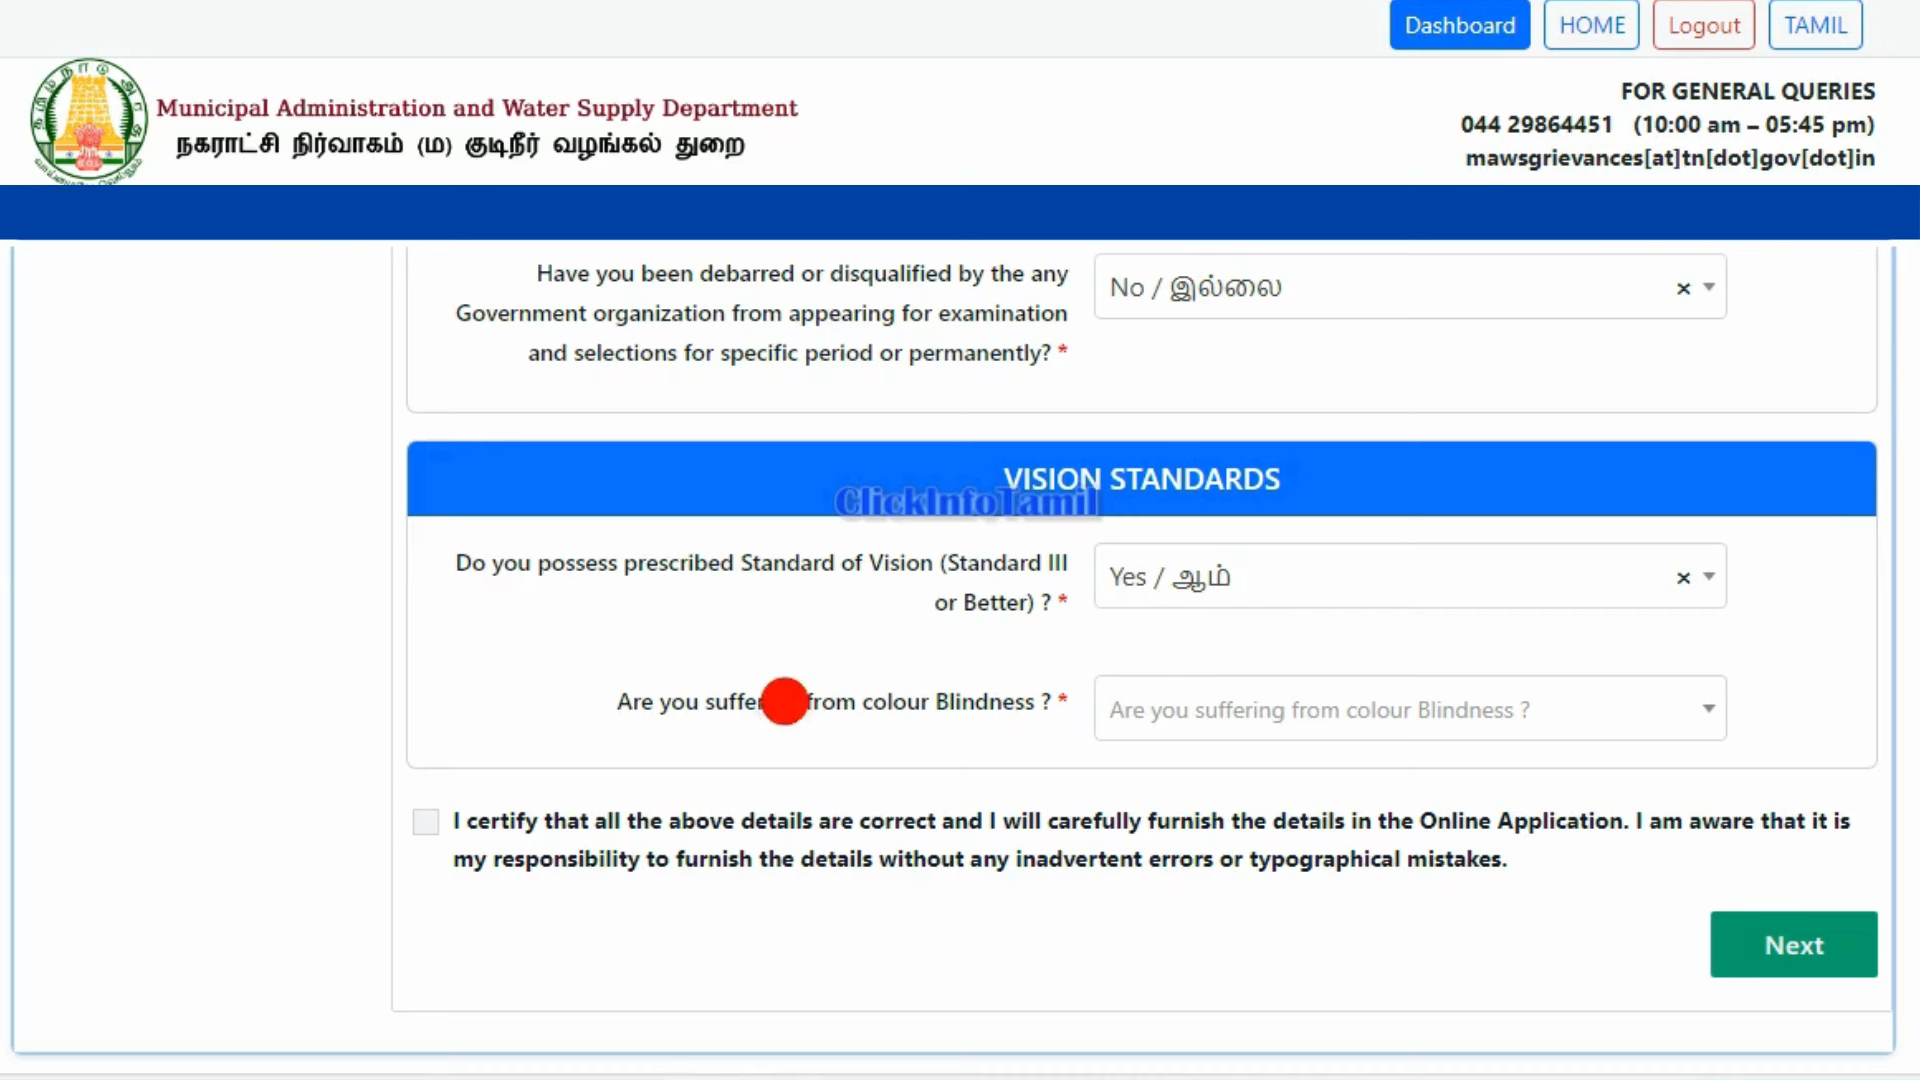 Dashboard HOME Logout TAMIL
Municipal Administration and Water Supply Department
நகராட்சி நிர்வாகம் (ம) குடிநீர் வழங்கல் துறை
FOR GENERAL QUERIES
044 29864451 (10:00 am – 05:45 pm)
mawsgrievances[at]tn[dot]gov[dot]in
Have you been debarred or disqualified by the any
Government organization from appearing for examination
and selections for specific period or permanently? *
No / இல்லை ×
VISION STANDARDS
ClickInfoTamil
Do you possess prescribed Standard of Vision (Standard III
or Better) ? *
Yes / ஆம் ×
Are you suffe from colour Blindness ? *
Are you suffering from colour Blindness ?
I certify that all the above details are correct and I will carefully furnish the details in the Online Application. I am aware that it is
my responsibility to furnish the details without any inadvertent errors or typographical mistakes.
Next